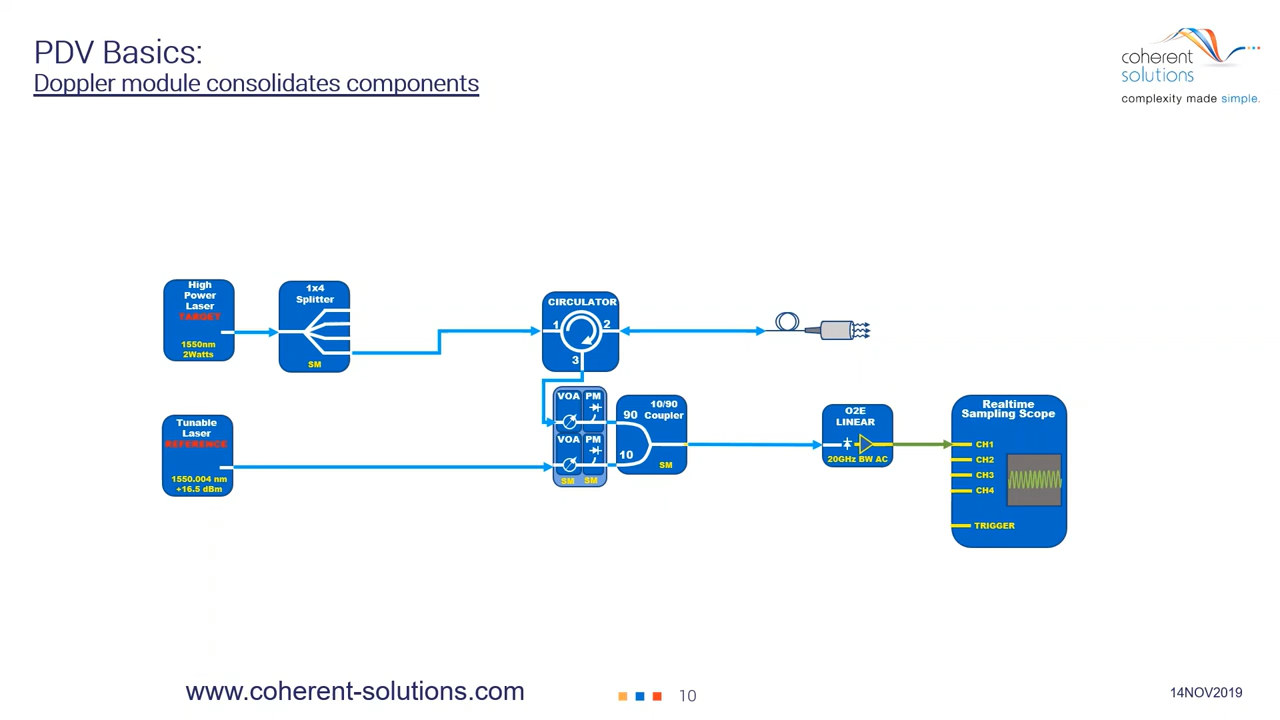 PDV Basics:
Doppler module consolidates components
coherent
solutions
complexity made simple.
High
Power
Laser
TARGET
1550nm
2Watts
1x4
Splitter
SM
CIRCULATOR
1
2
3
Tunable
Laser
REFERENCE
1550.004 nm
+16.5 dBm
VOA PM
VOA PM
SM SM
10/90
Coupler
90
10
SM
O2E
LINEAR
20GHz BW AC
Realtime
Sampling Scope
CH1
CH2
CH3
CH4
TRIGGER
www.coherent-solutions.com
10
14NOV2019